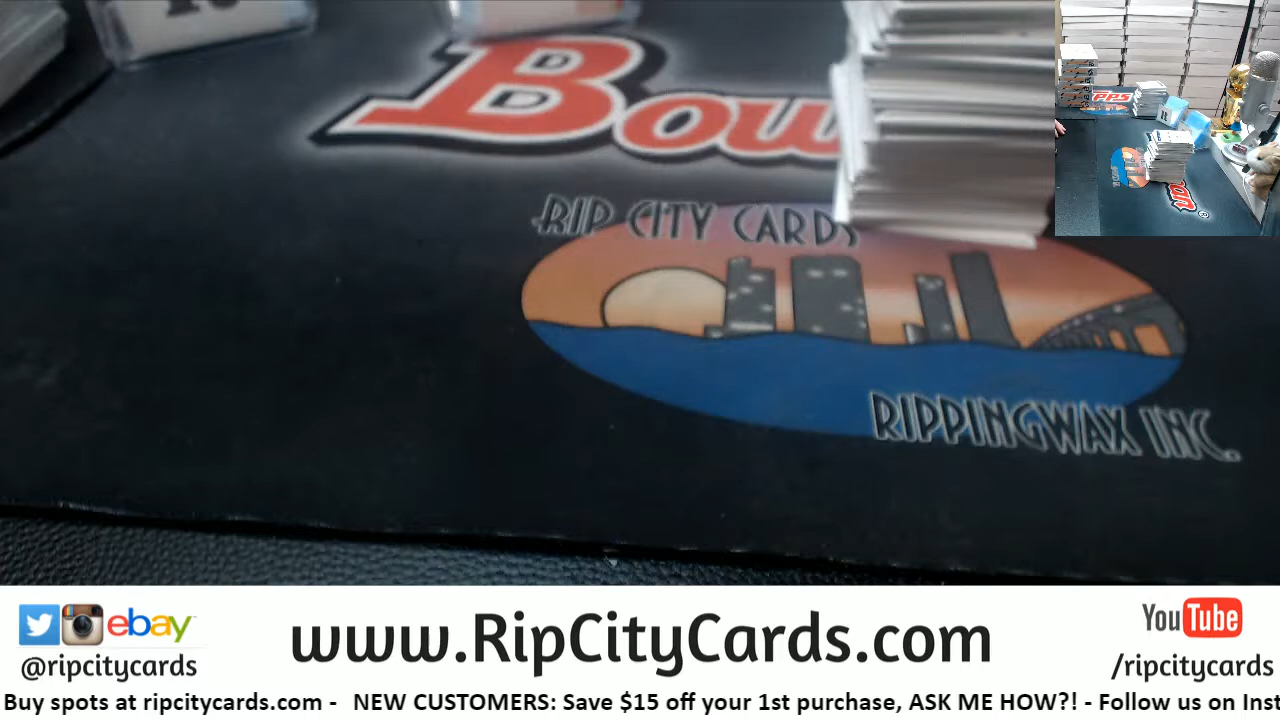 Bow
RIP CITY CARDS
RIPPINGWAX INC.
ebay
@ripcitycards
www.RipCityCards.com
YouTube
/ripcitycards
Buy spots at ripcitycards.com - NEW CUSTOMERS: Save $15 off your 1st purchase, ASK ME HOW?! - Follow us on Inst